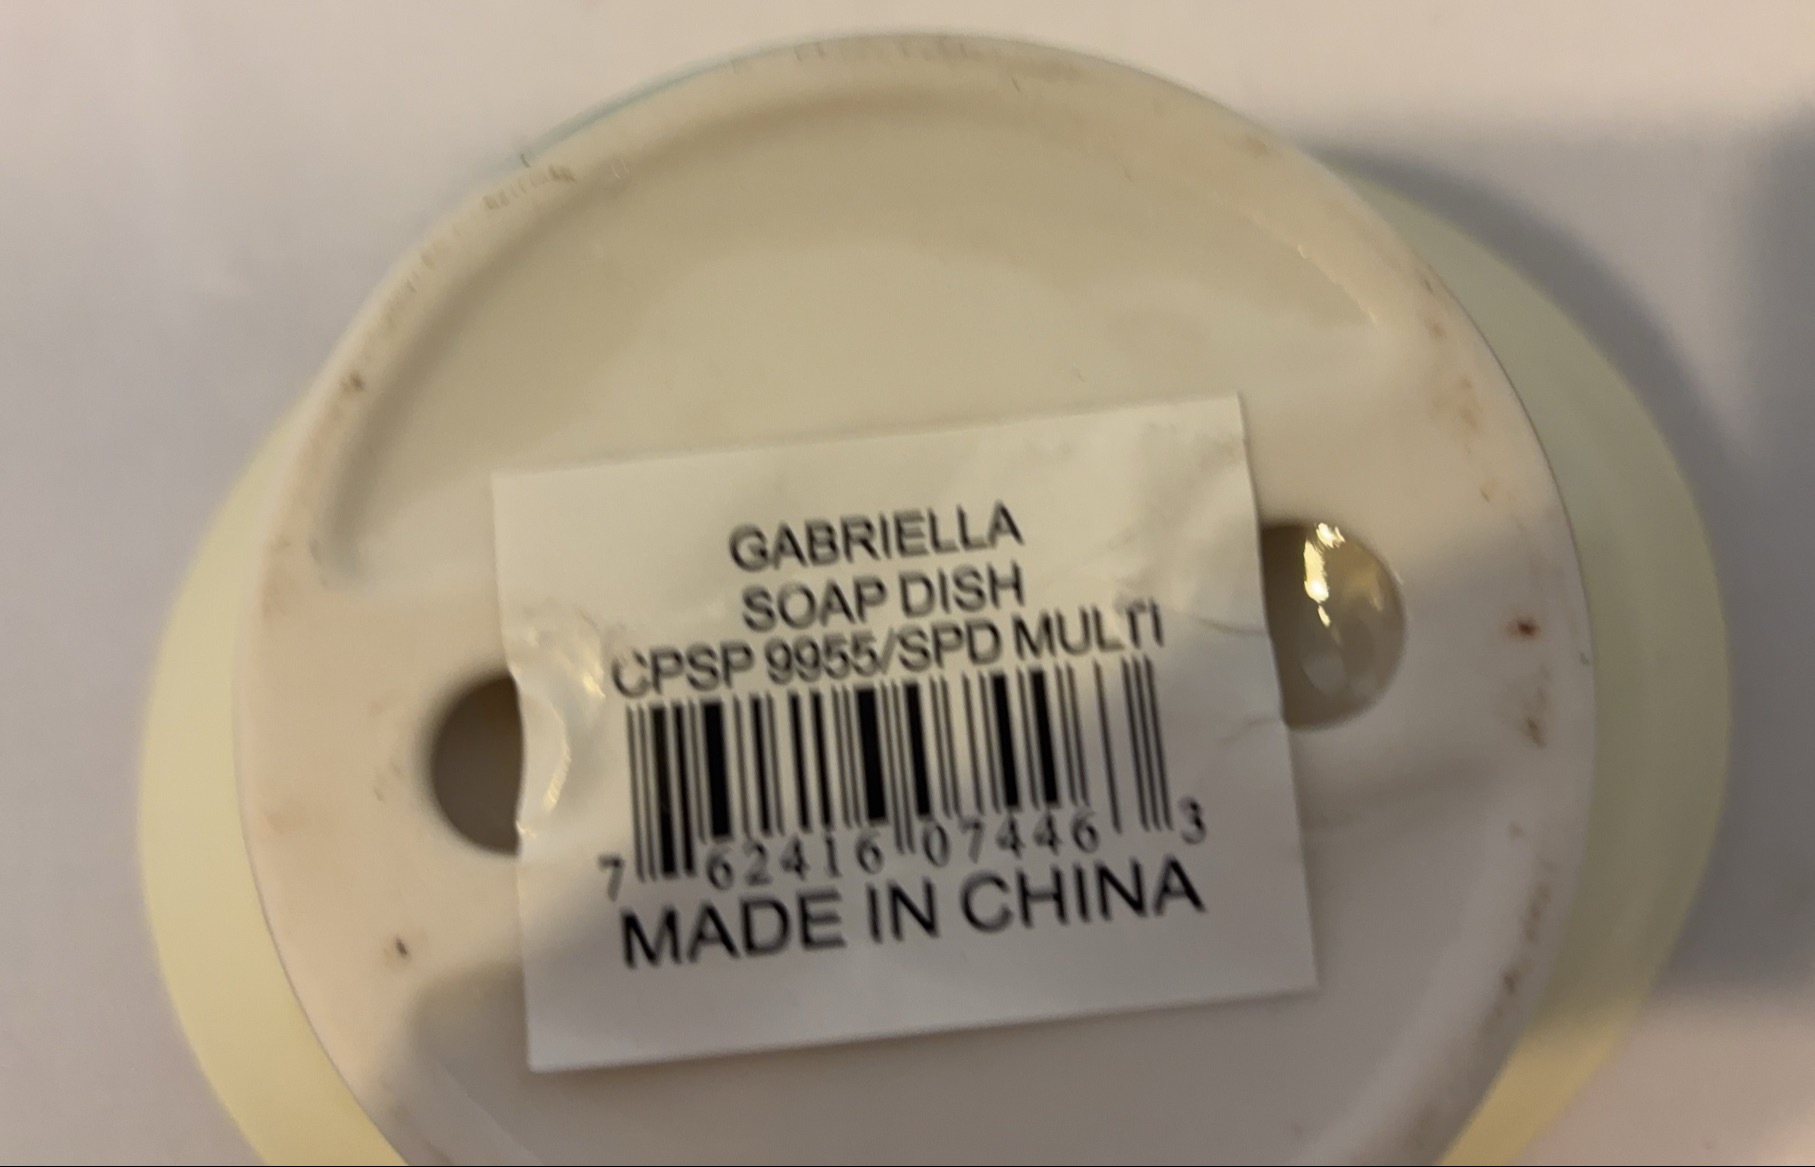 GABRIELLA
SOAP DISH
CPSP 9955/SPD MULTI
7 62416 07446 3
MADE IN CHINA